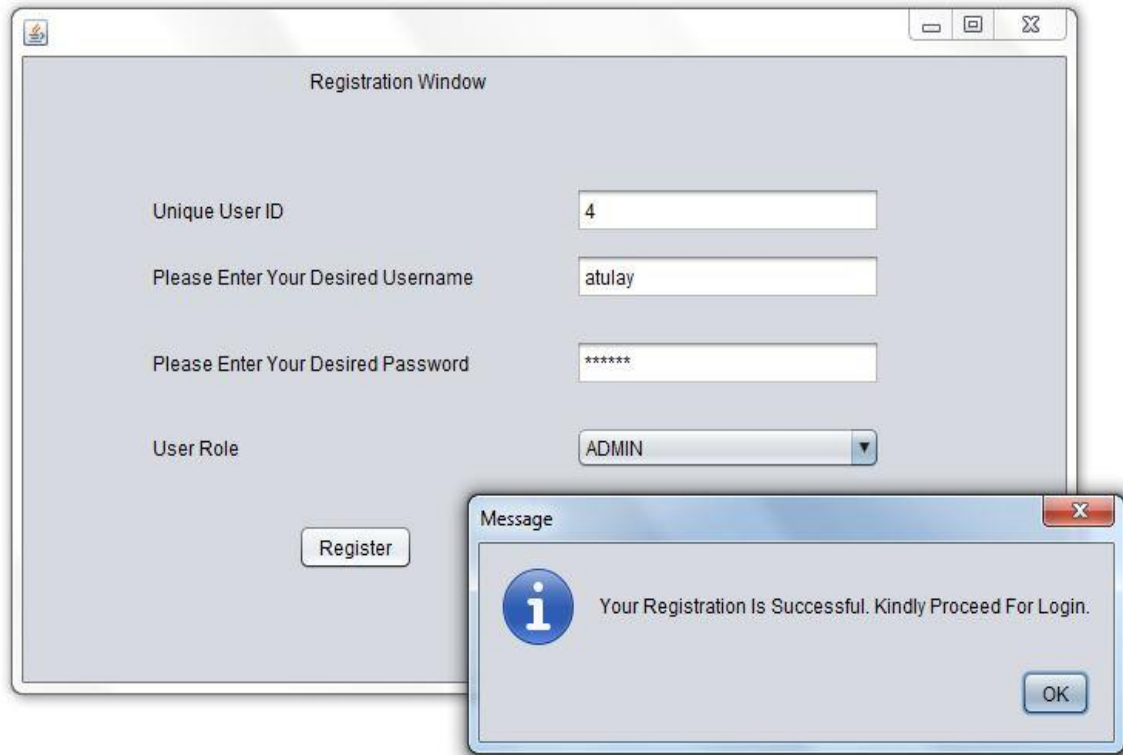 Registration Window
Unique User ID
4
Please Enter Your Desired Username
atulay
Please Enter Your Desired Password
******
User Role
ADMIN
Register
Message
Your Registration Is Successful. Kindly Proceed For Login.
OK